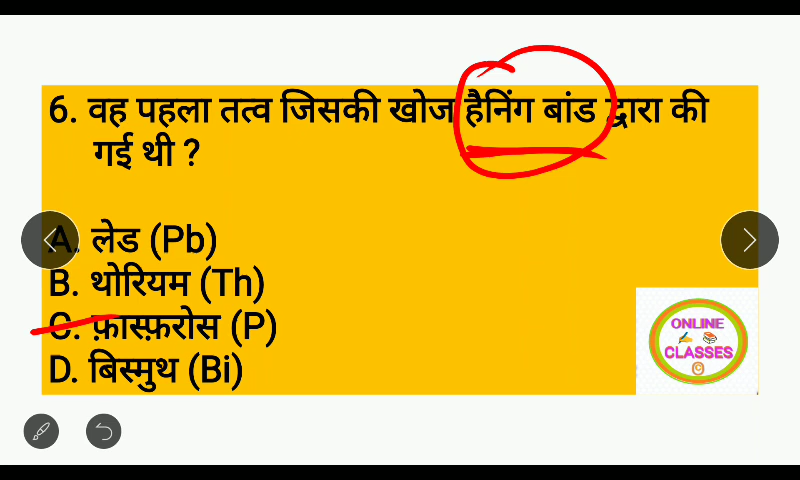 6. वह पहला तत्व जिसकी खोज हैनिंग बांड द्वारा की
गई थी ?
A. लेड (Pb)
B. थोरियम (Th)
C. फ़ास्फ़रोस (P)
D. बिस्मुथ (Bi)
ONLINE
CLASSES
©